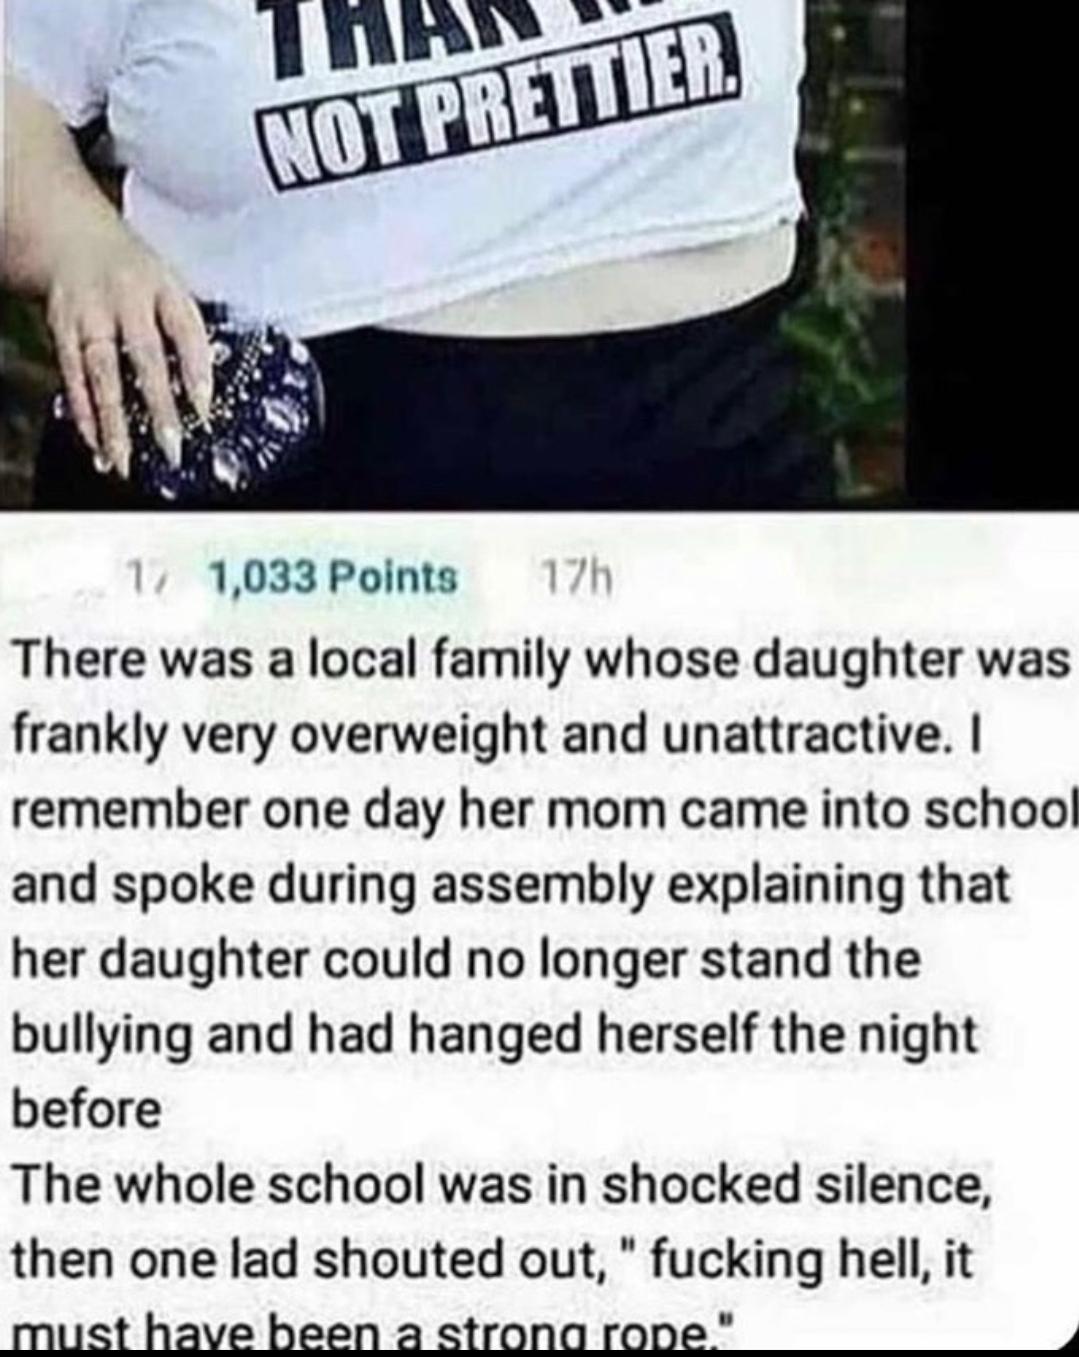 THAN
NOT PRETTIER.
1,033 Points 17h
There was a local family whose daughter was
frankly very overweight and unattractive. I
remember one day her mom came into school
and spoke during assembly explaining that
her daughter could no longer stand the
bullying and had hanged herself the night
before
The whole school was in shocked silence,
then one lad shouted out, " fucking hell, it
must have been a strong rope."